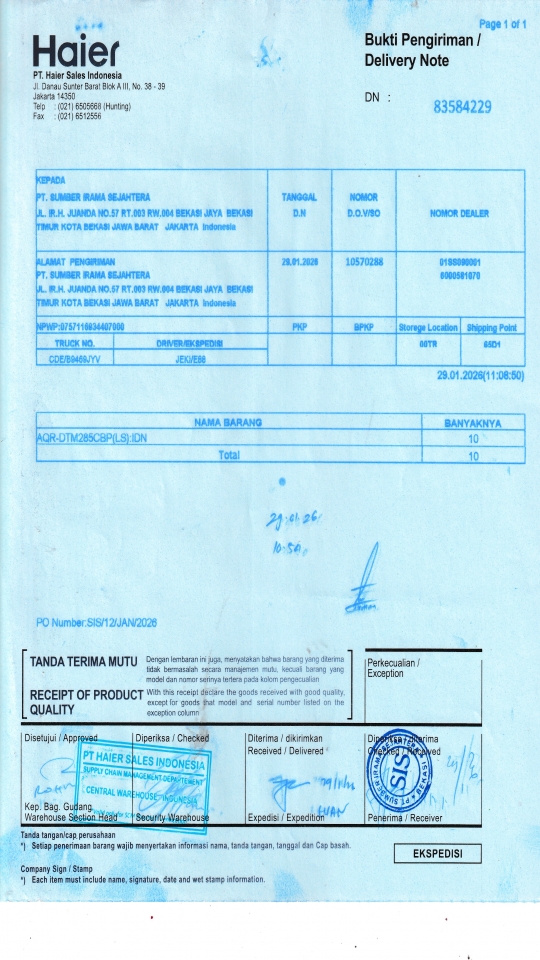 Page 1 of 1
Haier
Bukti Pengiriman /
Delivery Note
PT. Haier Sales Indonesia
Jl. Danau Sunter Barat Blok A III, No. 38 - 39
Jakarta 14350
Telp : (021) 6505668 (Hunting)
Fax : (021) 6512556
DN : 83584229
KEPADA
PT. SUMBER IRAMA SEJAHTERA
JL. IR.H. JUANDA NO.57 RT.003 RW.004 BEKASI JAYA BEKASI
TIMUR KOTA BEKASI JAWA BARAT JAKARTA Indonesia
TANGGAL
D.N
NOMOR
D.O.V/SO
NOMOR DEALER
ALAMAT PENGIRIMAN
PT. SUMBER IRAMA SEJAHTERA
JL. IR.H. JUANDA NO.57 RT.003 RW.004 BEKASI JAYA BEKASI
TIMUR KOTA BEKASI JAWA BARAT JAKARTA Indonesia
29.01.2026
10570288
PKP
BPKP
Storege Location
Shipping Point
TRUCK NO.
DRIVER/EKSPEDISI
29.01.2026(11:08:50)
NAMA BARANG
BANYAKNYA
AQR-DTM285CBP(LS):IDN
10
Total
10
29.01.26
10.50
PO Number:SIS/12/JAN/2026
TANDA TERIMA MUTU
Dengan lembaran ini juga, menyatakan bahwa barang yang diterima
tidak bermasalah secara manajemen mutu, kecuali barang yang
model dan nomor serinya tertera pada kolom pengecualian
RECEIPT OF PRODUCT
QUALITY
With this receipt declare the goods received with good quality,
except for goods that model and serial number listed on the
exception column
Perkecualian /
Exception
Disetujui / Approved
Diperiksa / Checked
Diterima / dikirimkan
Received / Delivered
Diperiksa / diterima
Checked / Received
PT HAIER SALES INDONESIA
SUPPLY CHAIN MANAGEMENT DEPARTEMENT
CENTRAL WAREHOUSE - INDONESIA
SIS
Kep. Bag. Gudang
Warehouse Section Head
Security Warehouse
Expedisi / Expedition
Penerima / Receiver
Tanda tangan/cap perusahaan
*) Setiap penerimaan barang wajib menyertakan informasi nama, tanda tangan, tanggal dan Cap basah.
EKSPEDISI
Company Sign / Stamp
*) Each item must include name, signature, date and wet stamp information.